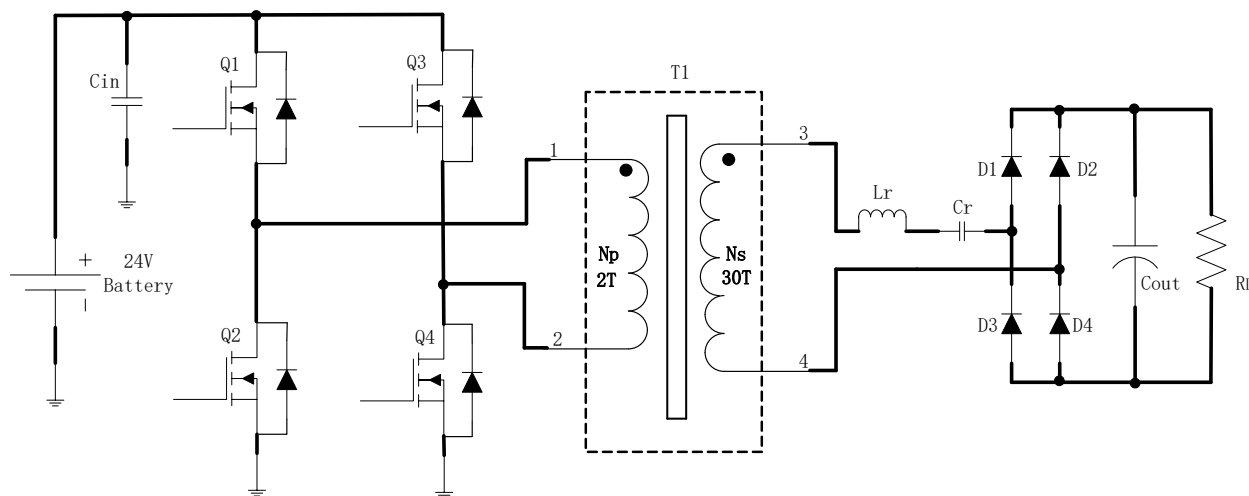 T1
Cin
Q1
Q3
1
3
+
24V
Battery
Np
2T
Ns
30T
Lr
Cr
D1
D2
Cout
Q2
Q4
2
4
D3
D4